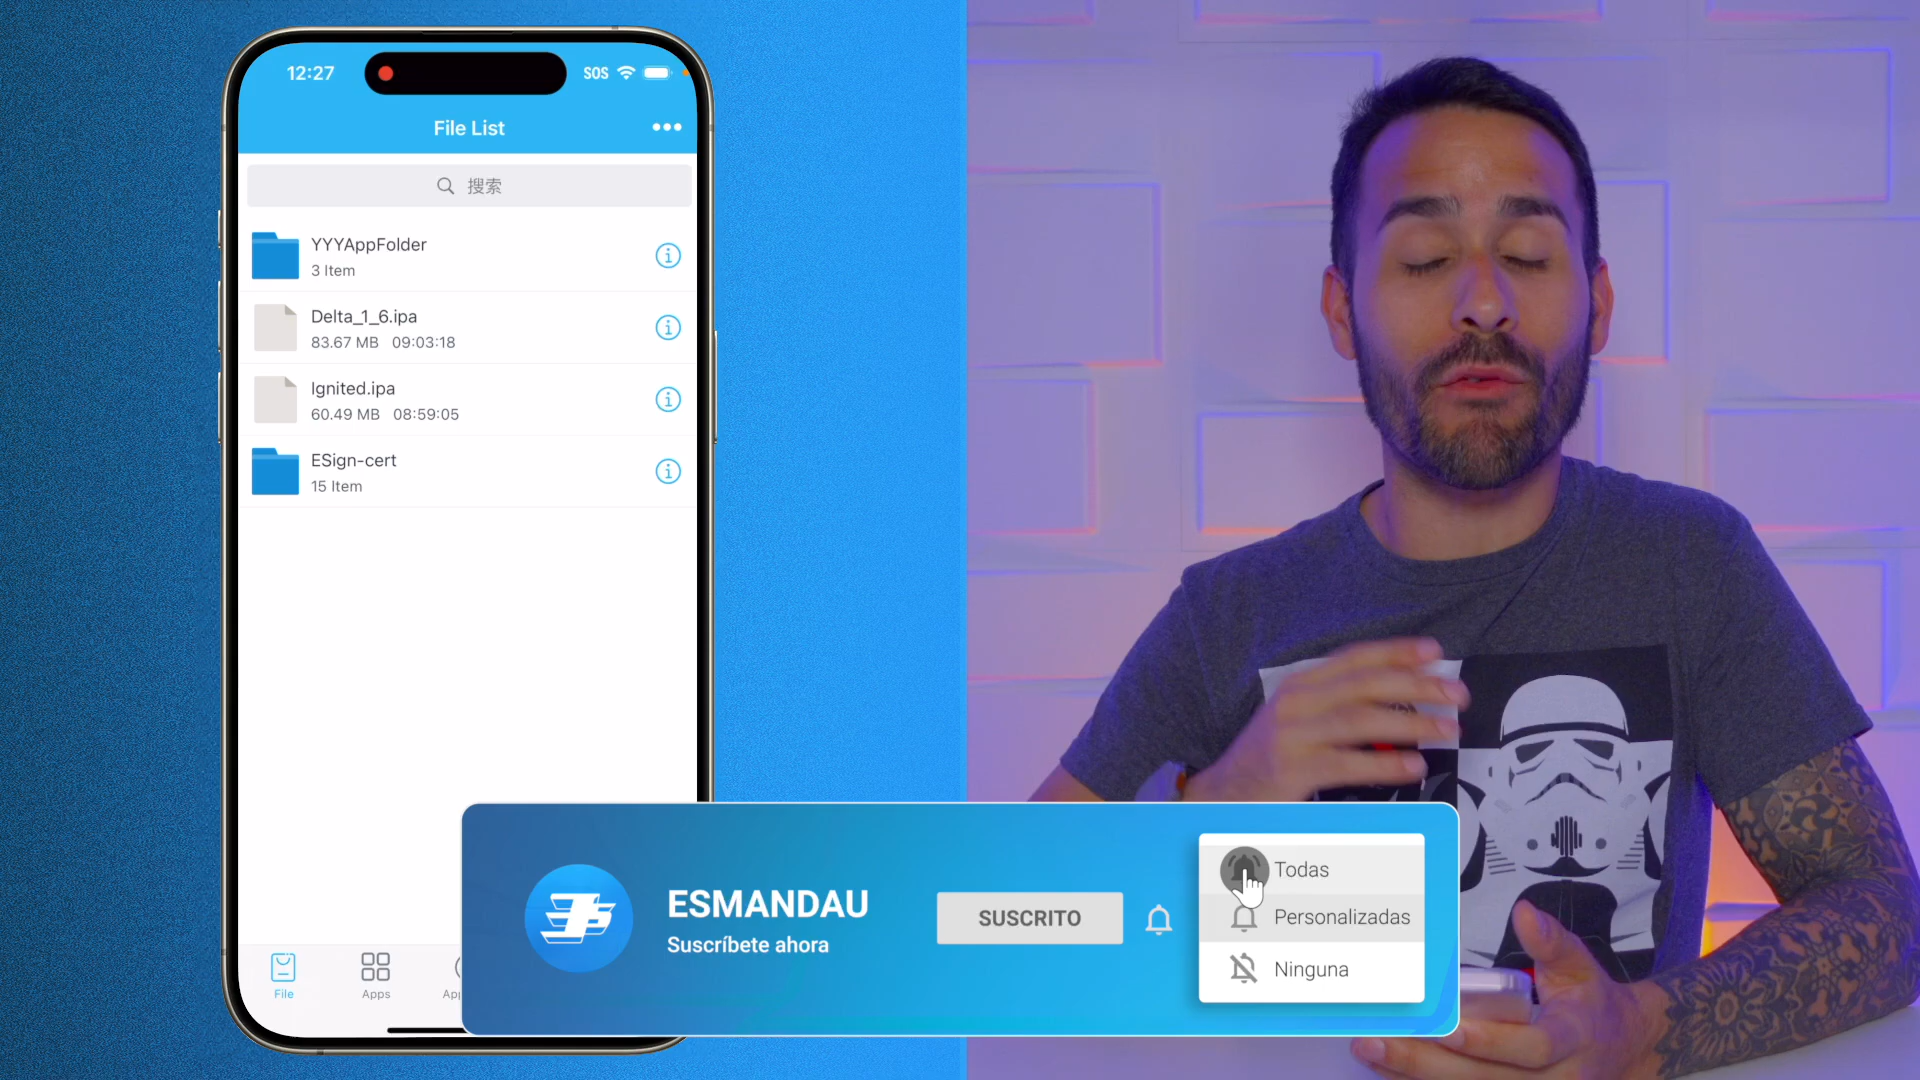 12:27
SOS
File List
搜索
YYYAppFolder
3 Item
Delta_1_6.ipa
83.67 MB 09:03:18
Ignited.ipa
60.49 MB 08:59:05
ESign-cert
15 Item
File
Apps
ESMANDAU
Suscríbete ahora
SUSCRITO
Todas
Personalizadas
Ninguna